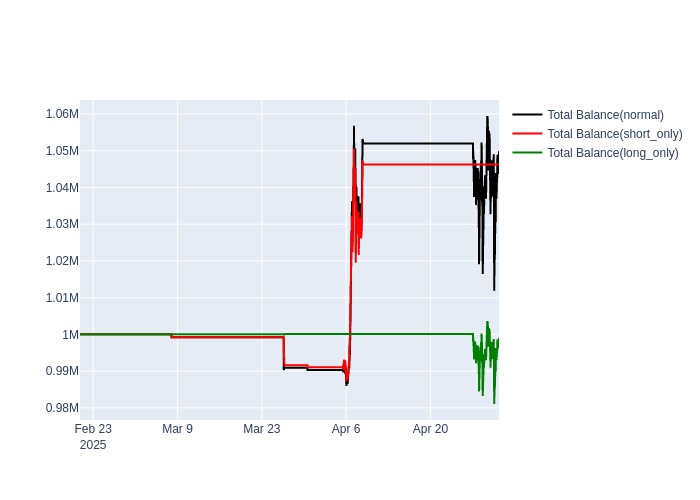 1.06M
1.05M
1.04M
1.03M
1.02M
1.01M
1M
0.99M
0.98M
Feb 23
2025
Mar 9
Mar 23
Apr 6
Apr 20
Total Balance(normal)
Total Balance(short_only)
Total Balance(long_only)